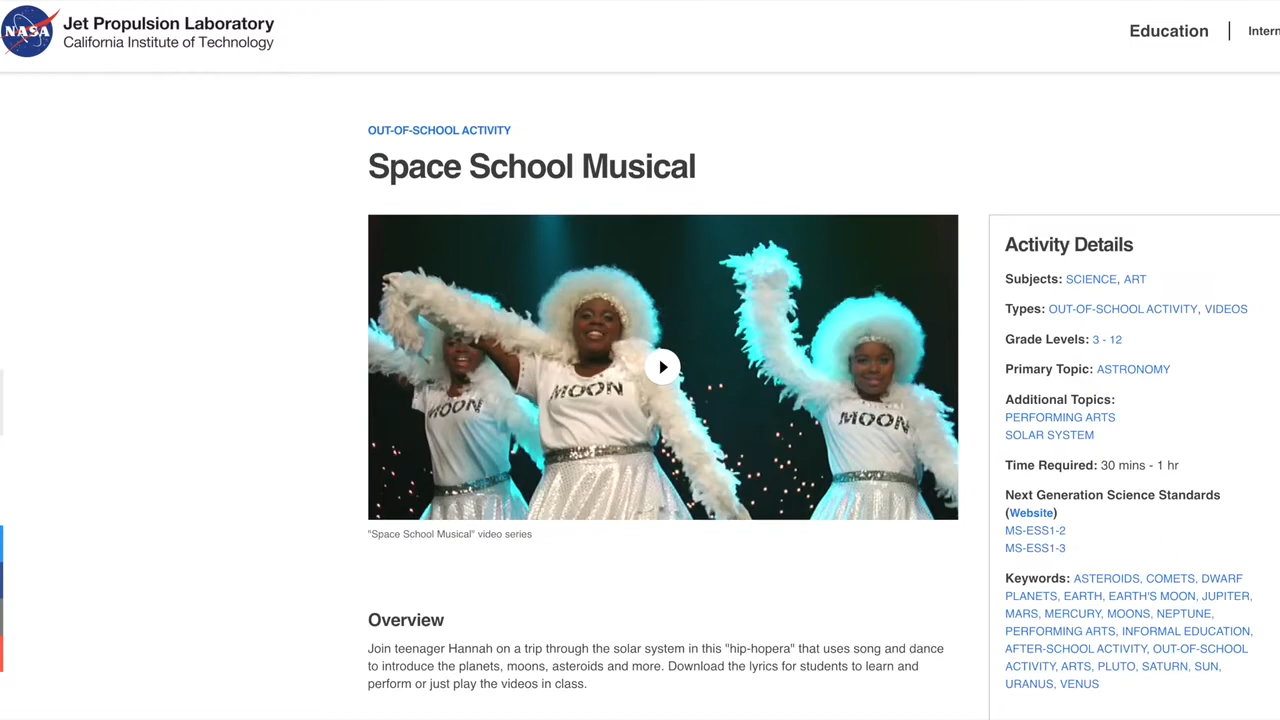 NASA
Jet Propulsion Laboratory
California Institute of Technology
Education
OUT-OF-SCHOOL ACTIVITY
Space School Musical
MOON
MOON
MOON
"Space School Musical" video series
Overview
Join teenager Hannah on a trip through the solar system in this "hip-hopera" that uses song and dance
to introduce the planets, moons, asteroids and more. Download the lyrics for students to learn and
perform or just play the videos in class.
Activity Details
Subjects: SCIENCE, ART
Types: OUT-OF-SCHOOL ACTIVITY, VIDEOS
Grade Levels: 3 - 12
Primary Topic: ASTRONOMY
Additional Topics:
PERFORMING ARTS
SOLAR SYSTEM
Time Required: 30 mins - 1 hr
Next Generation Science Standards
(Website)
MS-ESS1-2
MS-ESS1-3
Keywords: ASTEROIDS, COMETS, DWARF
PLANETS, EARTH, EARTH'S MOON, JUPITER,
MARS, MERCURY, MOONS, NEPTUNE,
PERFORMING ARTS, INFORMAL EDUCATION,
AFTER-SCHOOL ACTIVITY, OUT-OF-SCHOOL
ACTIVITY, ARTS, PLUTO, SATURN, SUN,
URANUS, VENUS